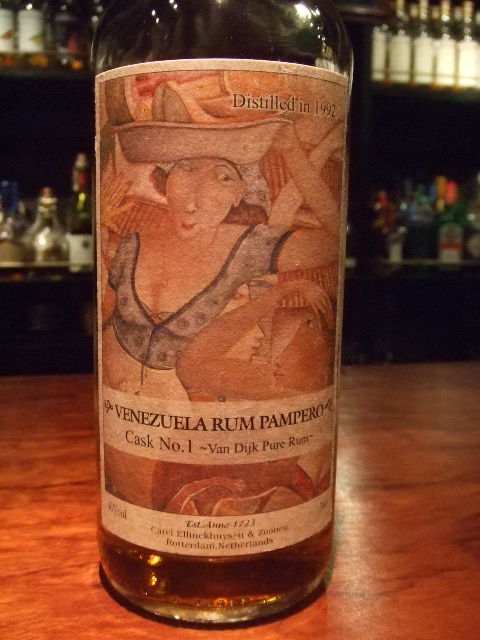 Distilled in 1992
VENEZUELA RUM PAMPERO
Cask No.1 ~Van Dijk Pure Rum~
Est. Anno 1723
Carel Ellinckhuysen & Zoonen
Rotterdam, Netherlands